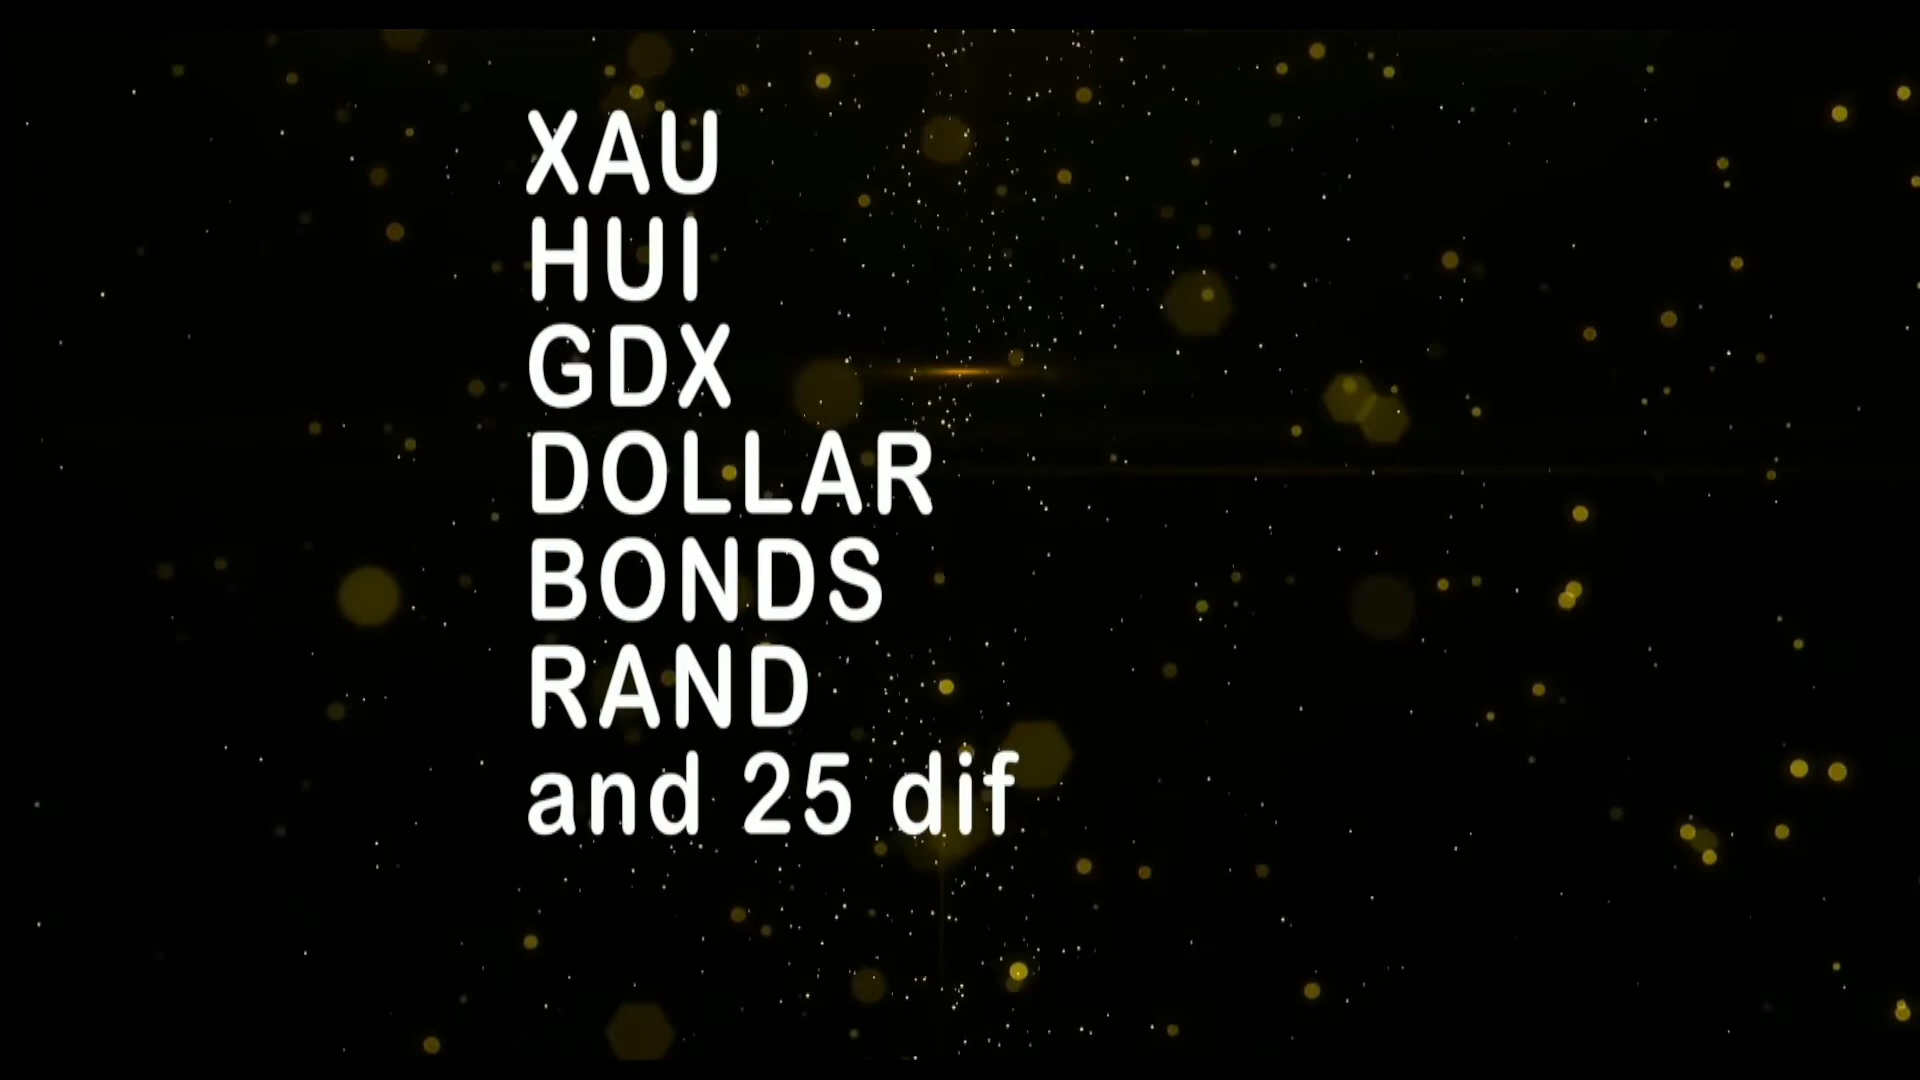 XAU
HUI
GDX
DOLLAR
BONDS
RAND
and 25 dif